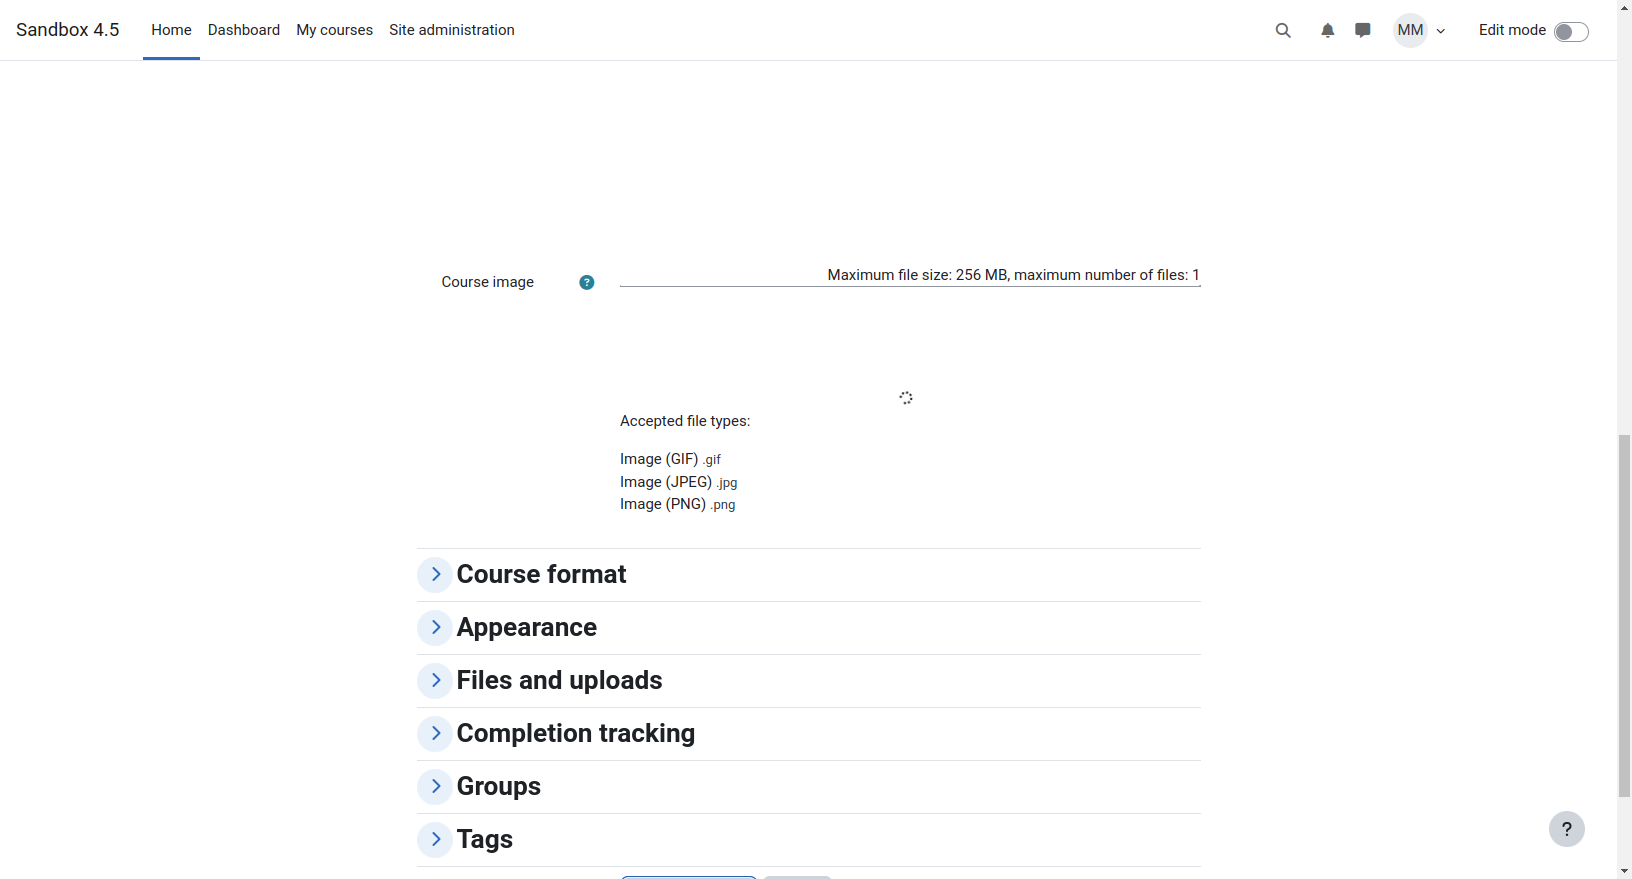 Sandbox 4.5
Home
Dashboard
My courses
Site administration
MM
Edit mode
Course image
?
Maximum file size: 256 MB, maximum number of files: 1
Accepted file types:
Image (GIF) .gif
Image (JPEG) .jpg
Image (PNG) .png
Course format
Appearance
Files and uploads
Completion tracking
Groups
Tags
?